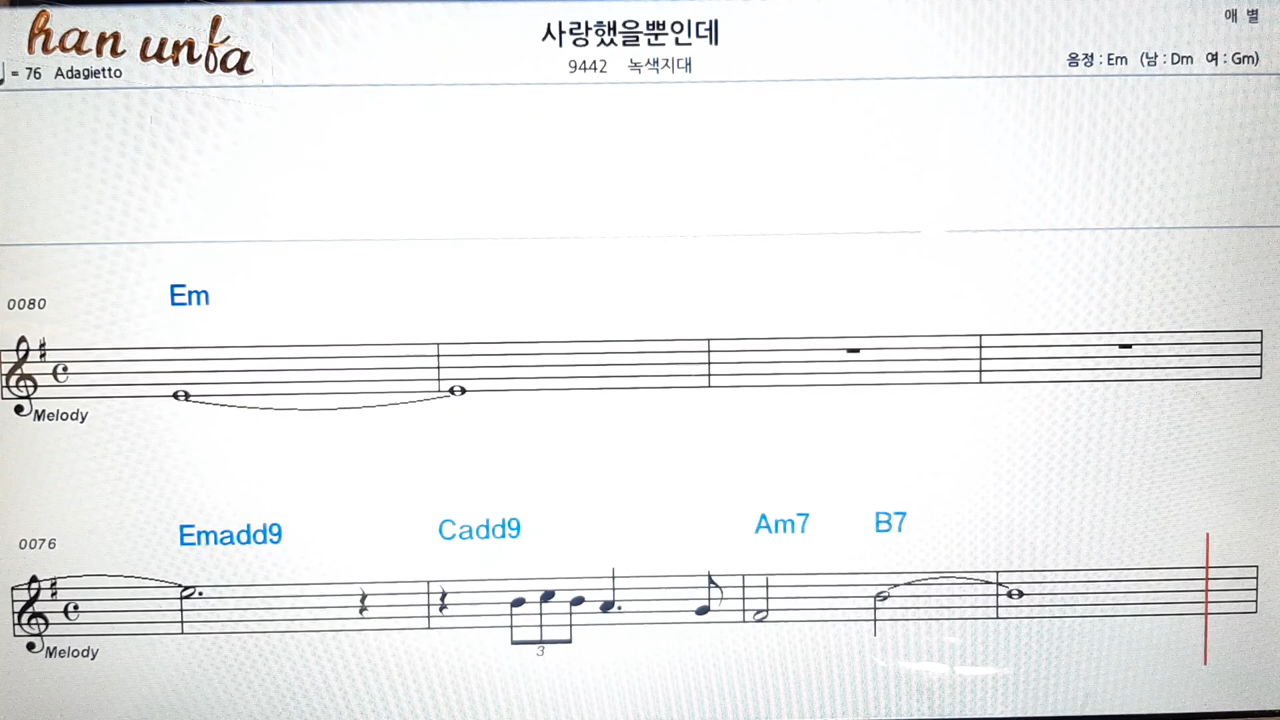 han unfa
사랑했을뿐인데
애 별
= 76 Adagietto
9442 녹색지대
음정 : Em (남 : Dm 여 : Gm)
0080
Em
Melody
0076
Emadd9 Cadd9 Am7 B7
3
Melody